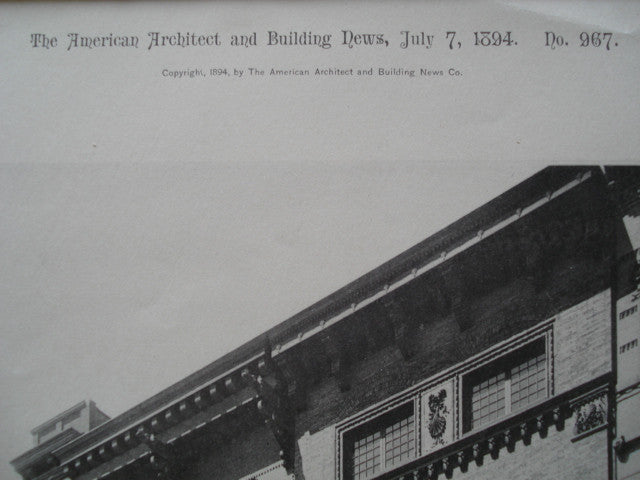 The American Architect and Building News, July 7, 1894. No. 967.
Copyright, 1894, by The American Architect and Building News Co.